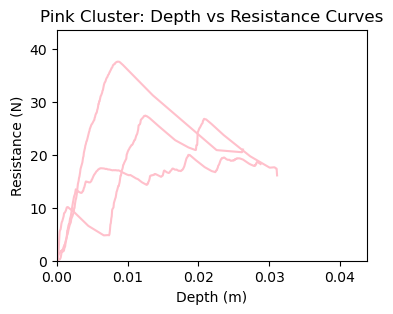 Pink Cluster: Depth vs Resistance Curves
Resistance (N)
40
30
20
10
0
0.00 0.01 0.02 0.03 0.04
Depth (m)